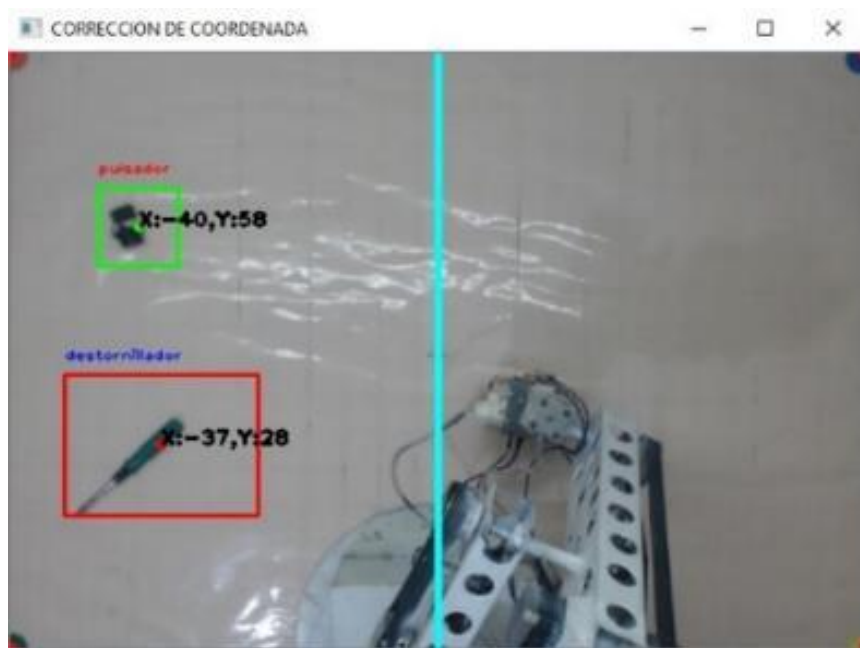 CORRECCION DE COORDENADA
pulsador
X:-40,Y:58
destornillador
X:-37,Y:28